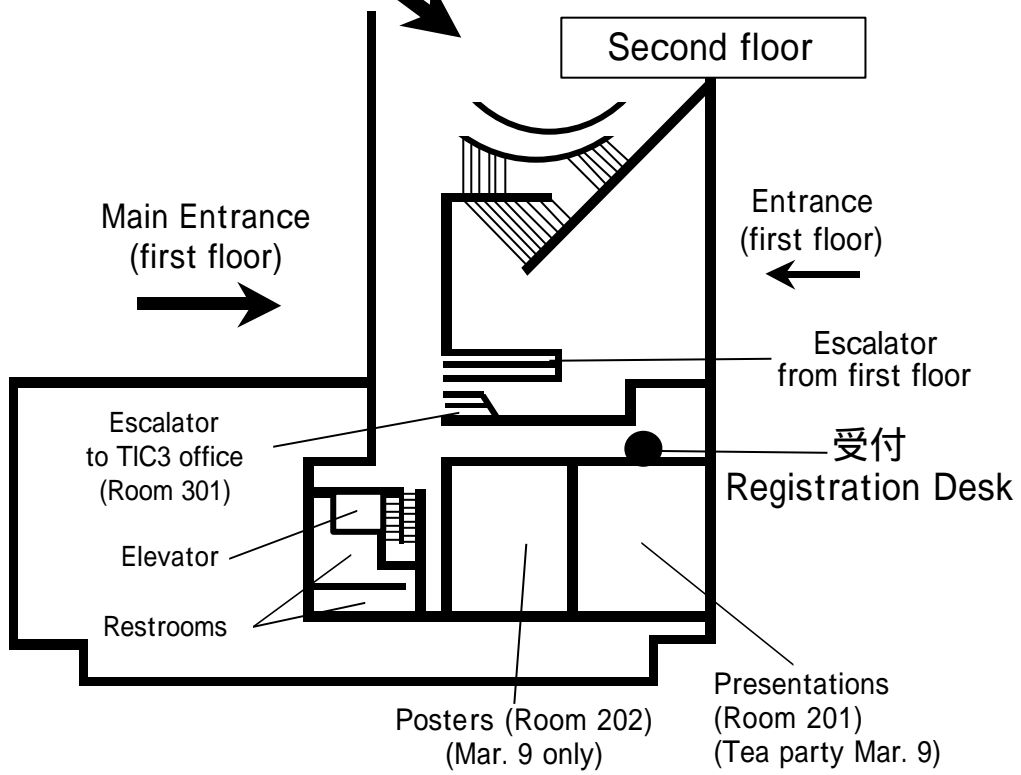 Second floor
Main Entrance
(first floor)
Entrance
(first floor)
Escalator
from first floor
Escalator
to TIC3 office
(Room 301)
受付
Registration Desk
Elevator
Restrooms
Posters (Room 202)
(Mar. 9 only)
Presentations
(Room 201)
(Tea party Mar. 9)